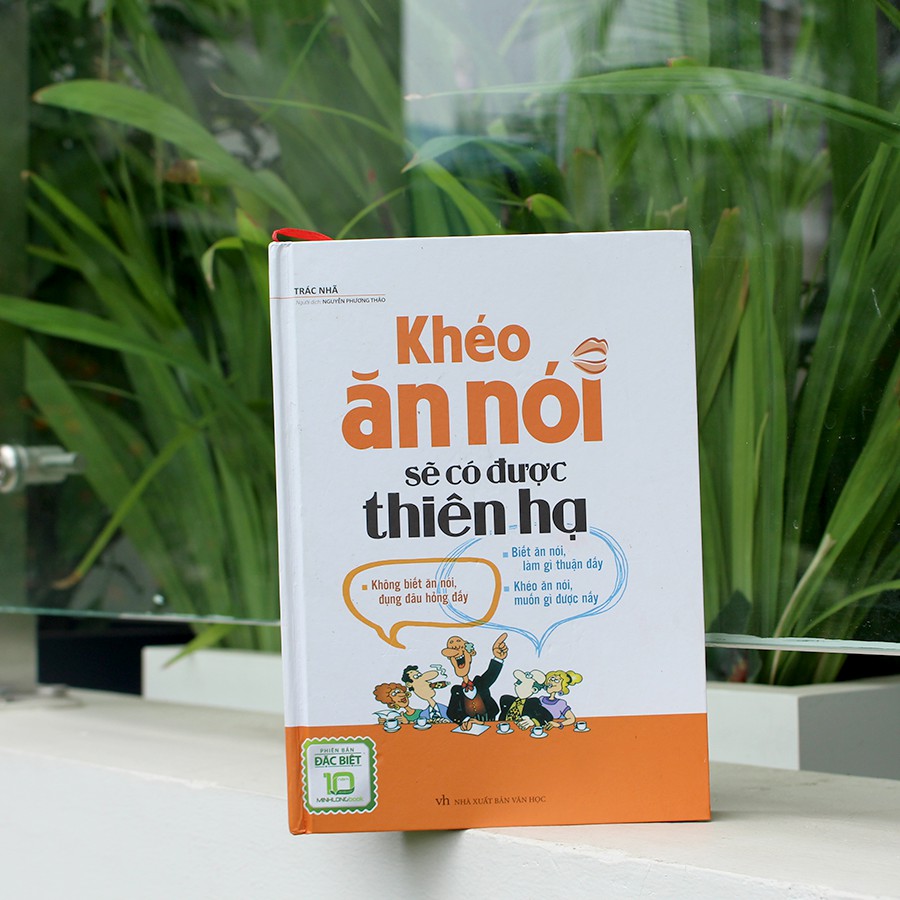 TRÁC NHÃ
Người dịch: NGUYỄN PHƯƠNG THẢO
Khéo
ăn nói
sẽ có được
thiên hạ
Biết ăn nói,
làm gì thuận đấy
Khéo ăn nói,
muốn gì được nấy
Không biết ăn nói,
đụng đâu hỏng đấy
PHIÊN BẢN
ĐẶC BIỆT
10
MINHLONGbook
vh NHÀ XUẤT BẢN VĂN HỌC